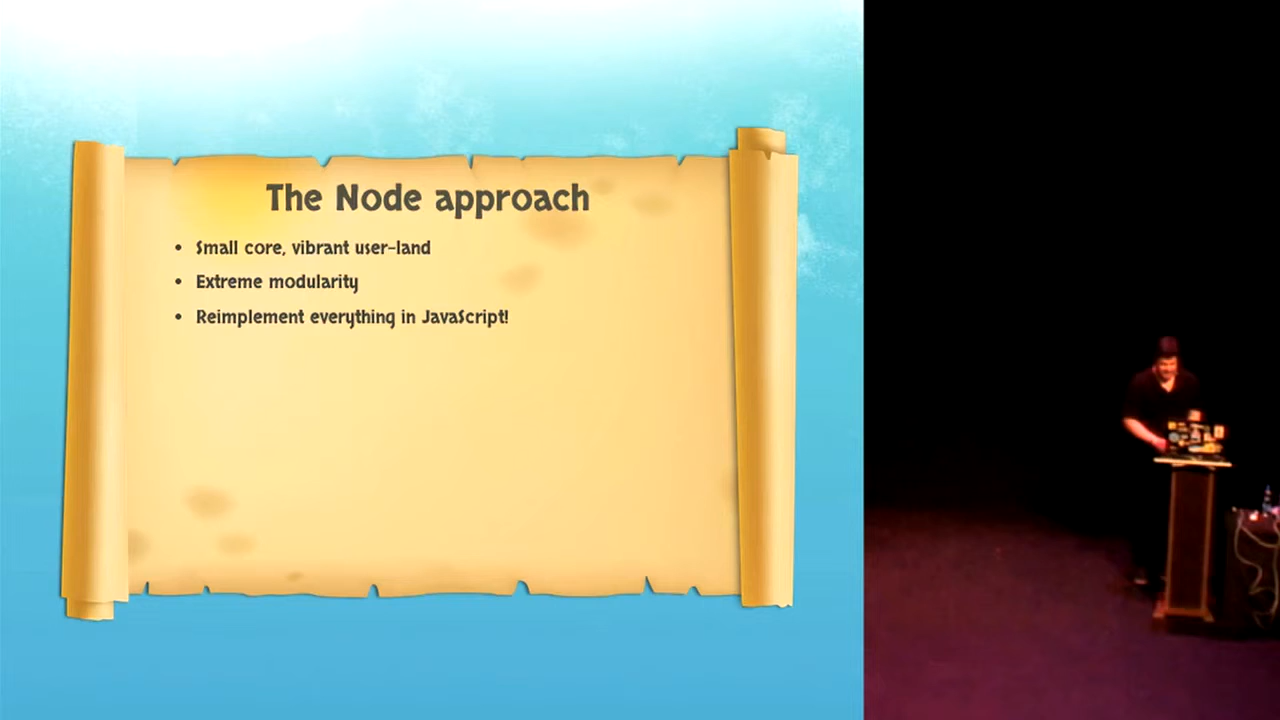 The Node approach
• Small core, vibrant user-land
• Extreme modularity
• Reimplement everything in JavaScript!